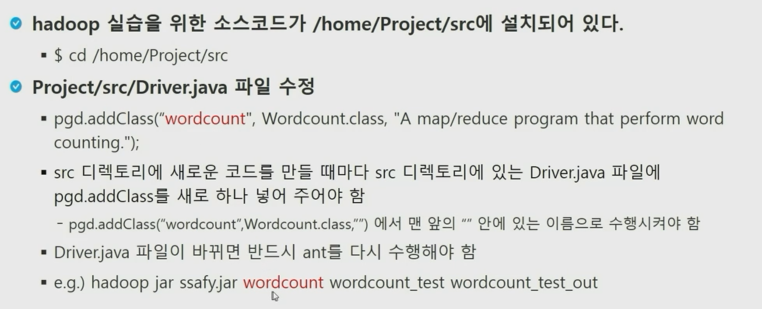 hadoop 실습을 위한 소스코드가 /home/Project/src에 설치되어 있다.
$ cd /home/Project/src
Project/src/Driver.java 파일 수정
pgd.addClass(“wordcount", Wordcount.class, "A map/reduce program that perform word
counting.");
src 디렉토리에 새로운 코드를 만들 때마다 src 디렉토리에 있는 Driver.java 파일에
pgd.addClass를 새로 하나 넣어 주어야 함
– pgd.addClass(“wordcount”,Wordcount.class,“”) 에서 맨 앞의 “” 안에 있는 이름으로 수행시켜야 함
Driver.java 파일이 바뀌면 반드시 ant를 다시 수행해야 함
e.g.) hadoop jar ssafy.jar wordcount wordcount_test wordcount_test_out